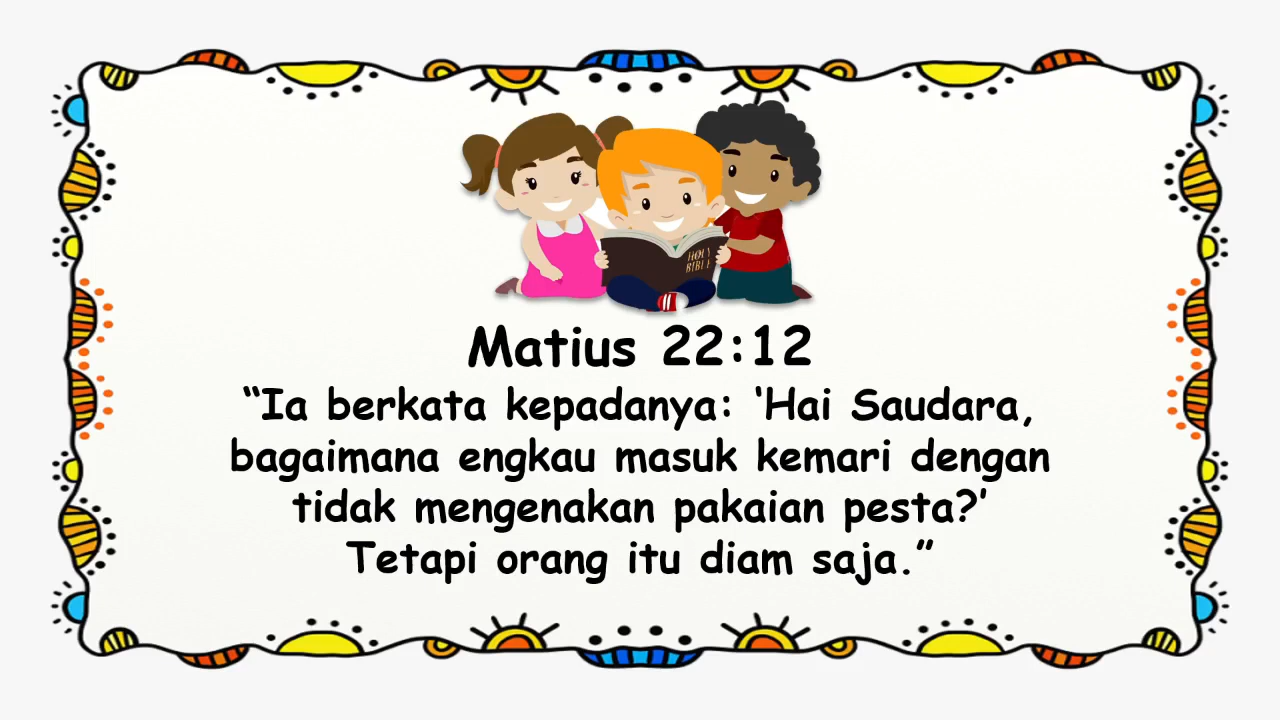 HOLY
BIBLE
Matius 22:12
“Ia berkata kepadanya: ‘Hai Saudara,
bagaimana engkau masuk kemari dengan
tidak mengenakan pakaian pesta?’
Tetapi orang itu diam saja.”